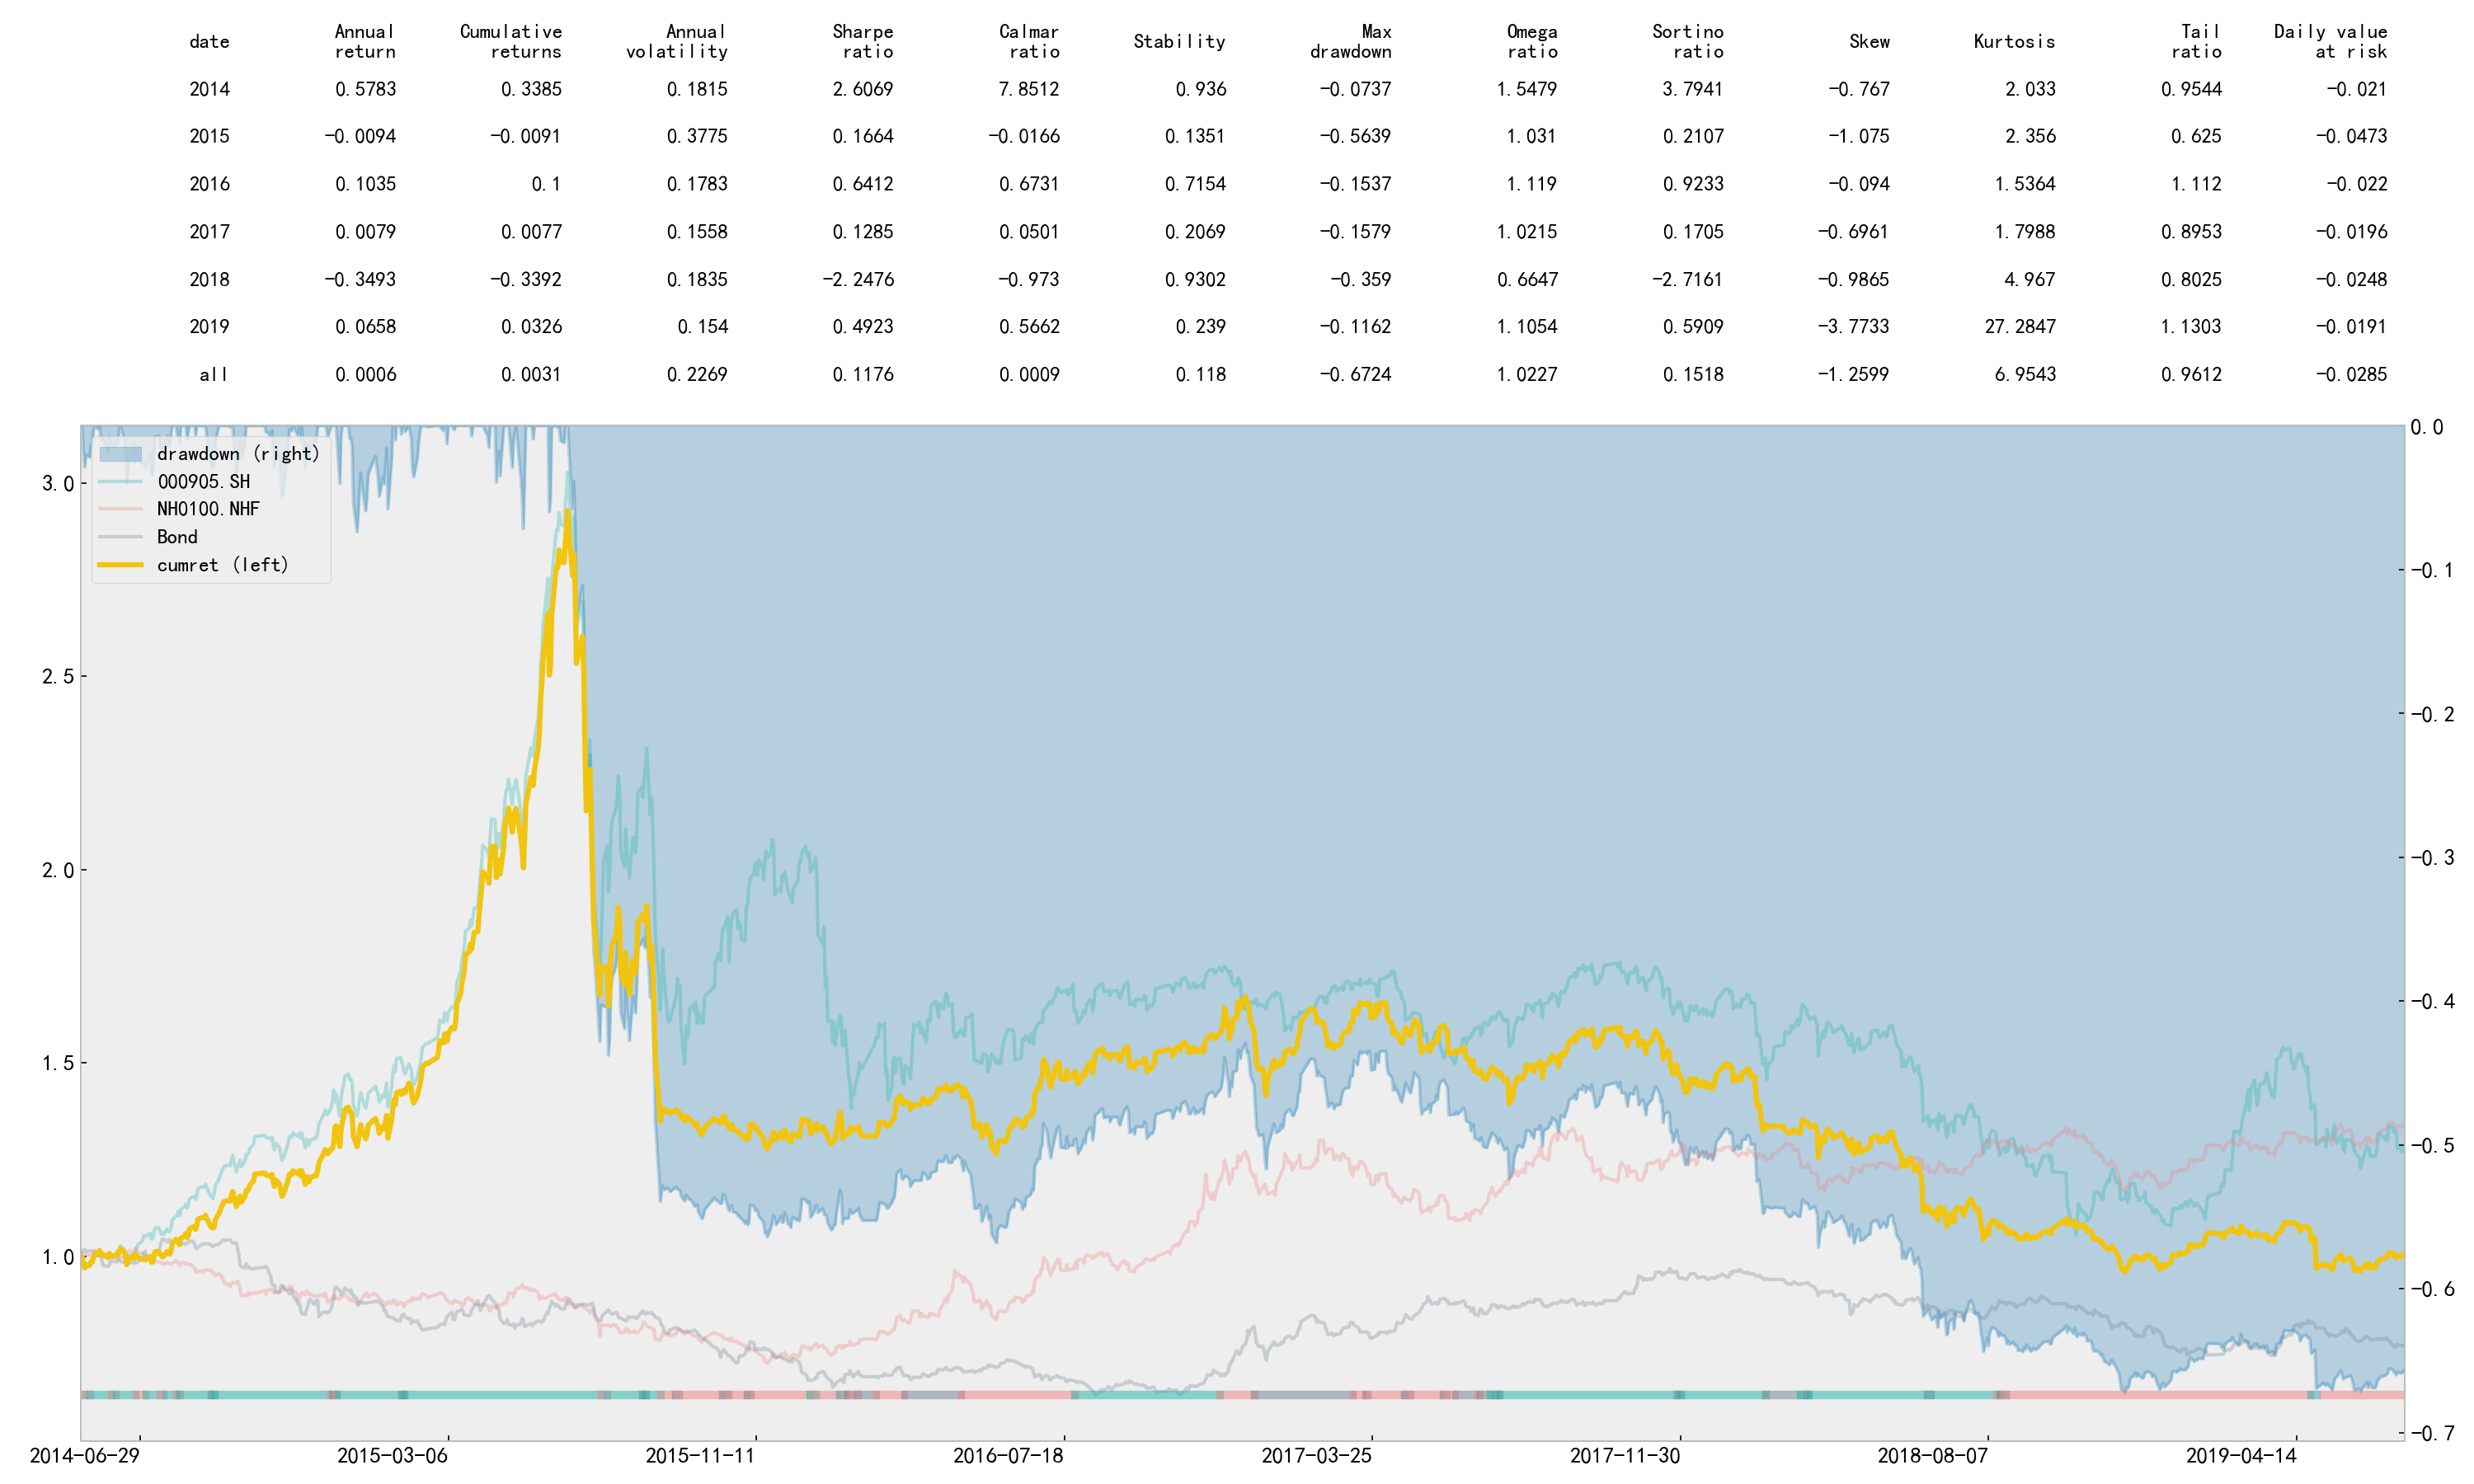 date Annual return Cumulative returns Annual volatility Sharpe ratio Calmar ratio Stability Max drawdown Omega ratio Sortino ratio Skew Kurtosis Tail ratio Daily value at risk
2014 0.5783 0.3385 0.1815 2.6069 7.8512 0.936 -0.0737 1.5479 3.7941 -0.767 2.033 0.9544 -0.021
2015 -0.0094 -0.0091 0.3775 0.1664 -0.0166 0.1351 -0.5639 1.031 0.2107 -1.075 2.356 0.625 -0.0473
2016 0.1035 0.1 0.1783 0.6412 0.6731 0.7154 -0.1537 1.119 0.9233 -0.094 1.5364 1.112 -0.022
2017 0.0079 0.0077 0.1558 0.1285 0.0501 0.2069 -0.1579 1.0215 0.1705 -0.6961 1.7988 0.8953 -0.0196
2018 -0.3493 -0.3392 0.1835 -2.2476 -0.973 0.9302 -0.359 0.6647 -2.7161 -0.9865 4.967 0.8025 -0.0248
2019 0.0658 0.0326 0.154 0.4923 0.5662 0.239 -0.1162 1.1054 0.5909 -3.7733 27.2847 1.1303 -0.0191
all 0.0006 0.0031 0.2269 0.1176 0.0009 0.118 -0.6724 1.0227 0.1518 -1.2599 6.9543 0.9612 -0.0285
drawdown (right)
000905.SH
NH0100.NHF
Bond
cumret (left)
3.0
2.5
2.0
1.5
1.0
0.0
-0.1
-0.2
-0.3
-0.4
-0.5
-0.6
-0.7
2014-06-29 2015-03-06 2015-11-11 2016-07-18 2017-03-25 2017-11-30 2018-08-07 2019-04-14